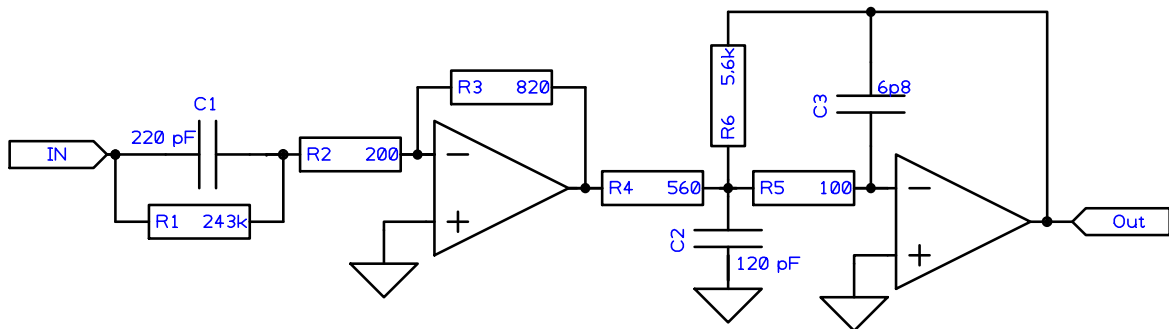 C1
220 pF
IN
R1 243k
R2 200
R3 820
R4 560
R6 5.6k
C3
6p8
R5 100
C2
120 pF
Out